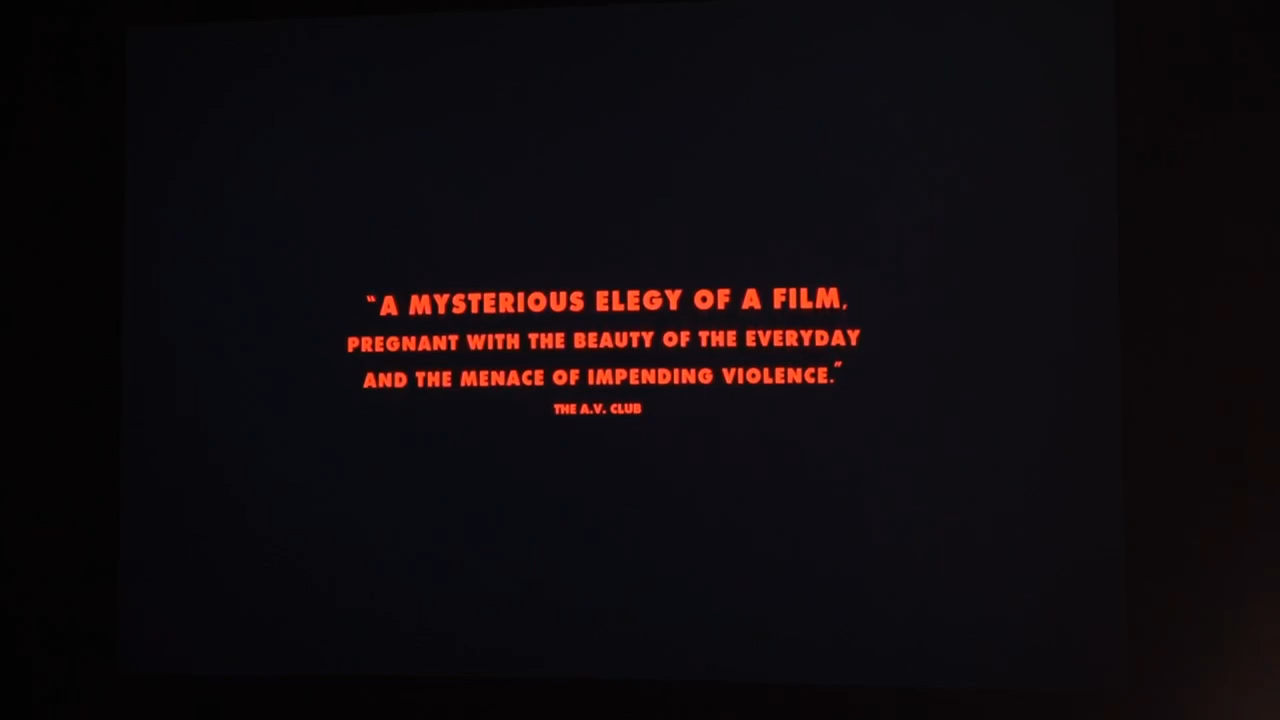 “A MYSTERIOUS ELEGY OF A FILM,
PREGNANT WITH THE BEAUTY OF THE EVERYDAY
AND THE MENACE OF IMPENDING VIOLENCE.”
THE A.V. CLUB